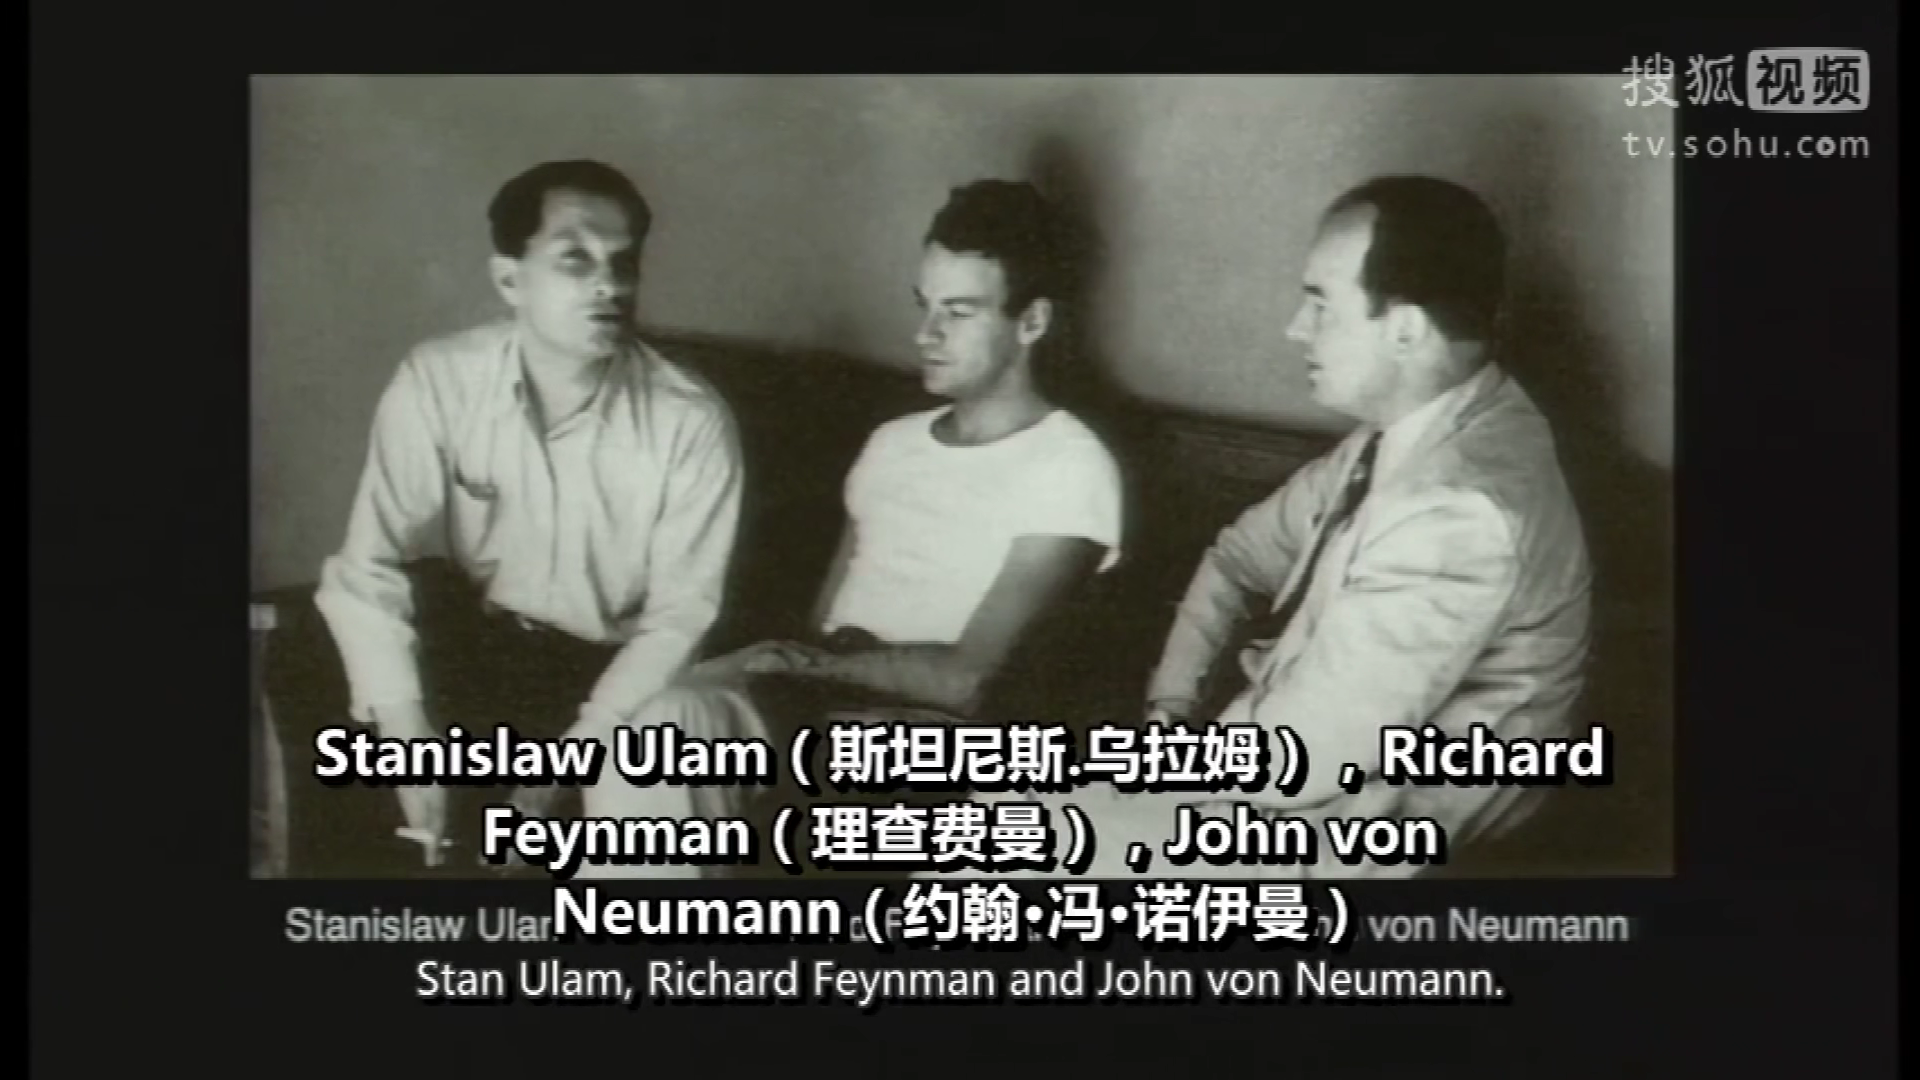 搜狐视频
tv.sohu.com
Stanislaw Ulam（斯坦尼斯.乌拉姆），Richard
Feynman（理查费曼），John von
Neumann（约翰•冯•诺伊曼）
Stanislaw Ulam von Neumann
Stan Ulam, Richard Feynman and John von Neumann.